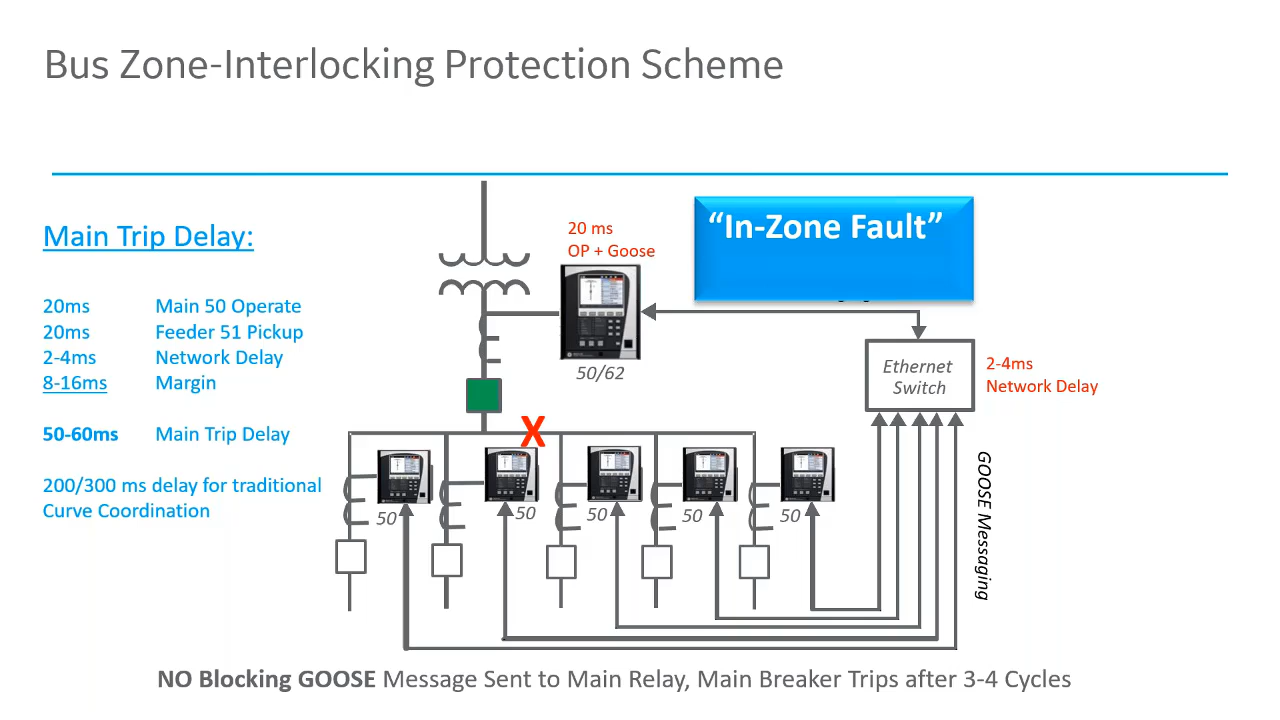 Bus Zone-Interlocking Protection Scheme
Main Trip Delay:
20ms Main 50 Operate
20ms Feeder 51 Pickup
2-4ms Network Delay
8-16ms Margin
50-60ms Main Trip Delay
200/300 ms delay for traditional
Curve Coordination
20 ms
OP + Goose
“In-Zone Fault”
50/62
Ethernet
Switch
2-4ms
Network Delay
X
50
50
50
50
50
GOOSE Messaging
NO Blocking GOOSE Message Sent to Main Relay, Main Breaker Trips after 3-4 Cycles